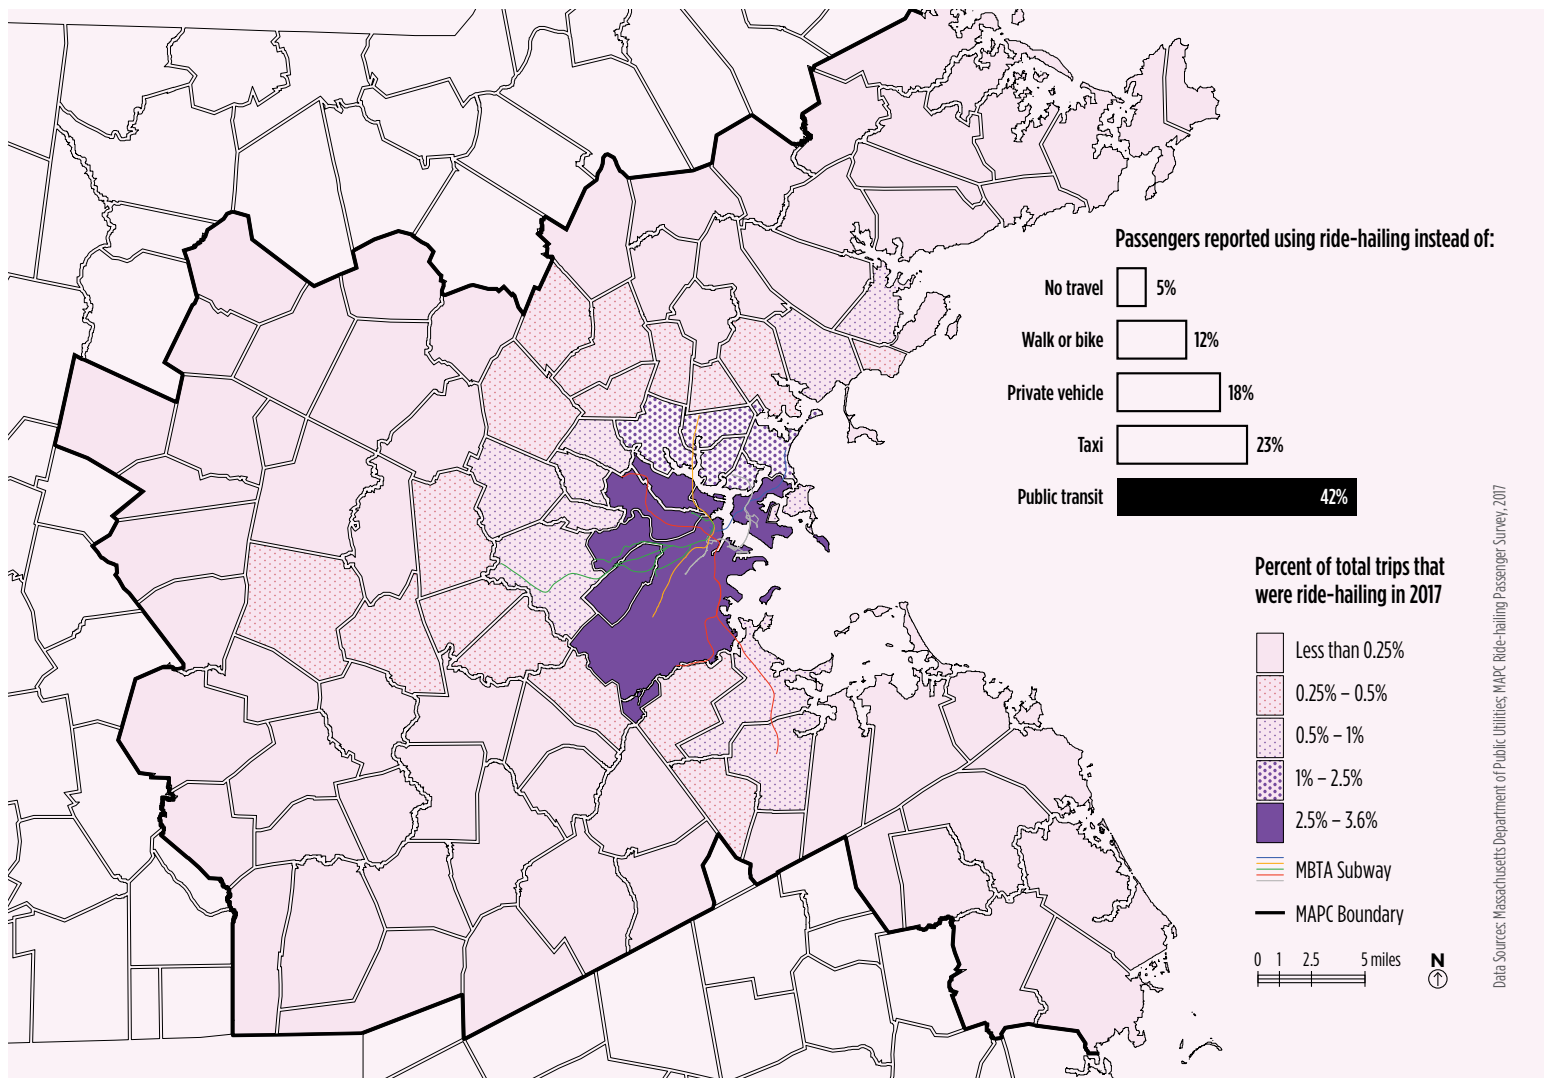 Passengers reported using ride-hailing instead of:
No travel 5%
Walk or bike 12%
Private vehicle 18%
Taxi 23%
Public transit 42%
Percent of total trips that
were ride-hailing in 2017
Less than 0.25%
0.25% – 0.5%
0.5% – 1%
1% – 2.5%
2.5% – 3.6%
MBTA Subway
MAPC Boundary
0 1 2.5 5 miles
N
Data Sources: Massachusetts Department of Public Utilities; MAPC Ride-hailing Passenger Survey, 2017